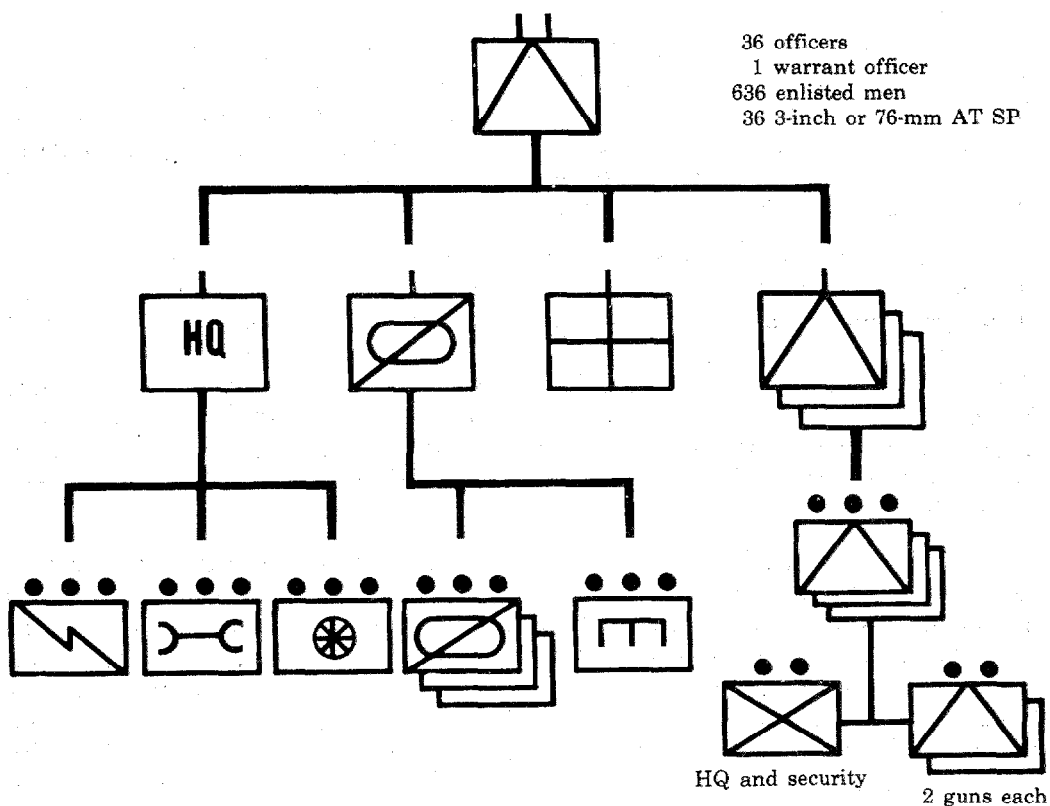 36 officers
1 warrant officer
636 enlisted men
36 3-inch or 76-mm AT SP
HQ
HQ and security
2 guns each